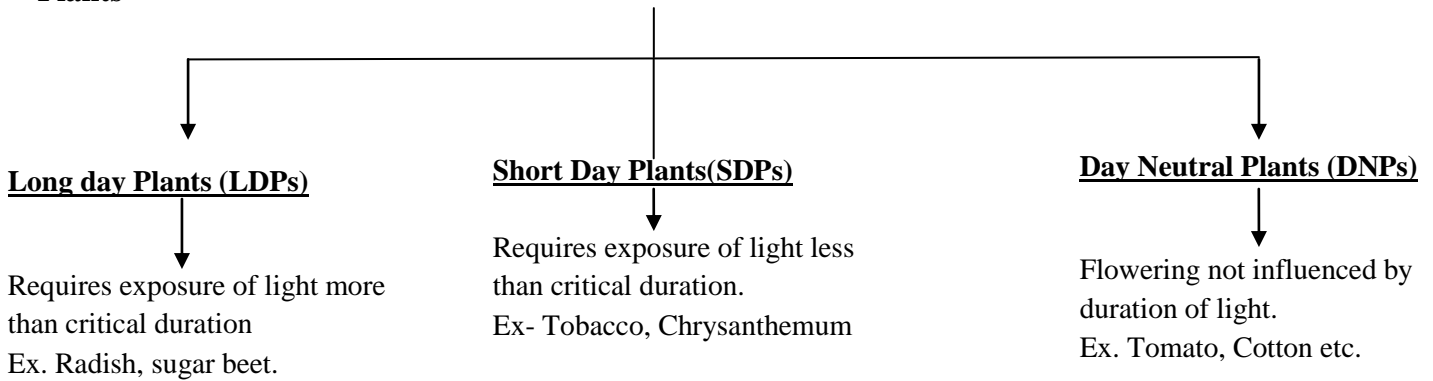 Plants
Long day Plants (LDPs)
Requires exposure of light more
than critical duration
Ex. Radish, sugar beet.
Short Day Plants(SDPs)
Requires exposure of light less
than critical duration.
Ex- Tobacco, Chrysanthemum
Day Neutral Plants (DNPs)
Flowering not influenced by
duration of light.
Ex. Tomato, Cotton etc.